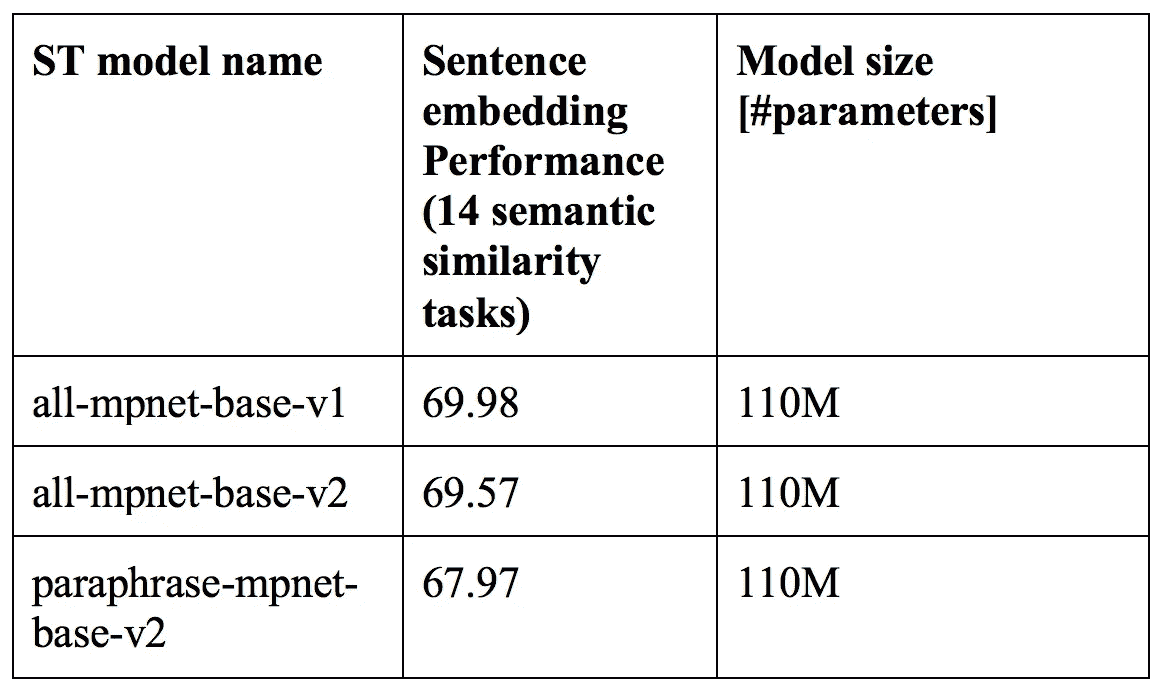 ST model name
Sentence
embedding
Performance
(14 semantic
similarity
tasks)
Model size
[#parameters]
all-mpnet-base-v1
69.98
110M
all-mpnet-base-v2
69.57
110M
paraphrase-mpnet-
base-v2
67.97
110M